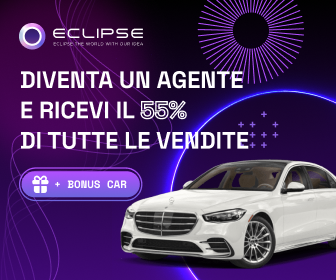 ECLIPSE
ECLIPSE THE WORLD WITH OUR IDEA
DIVENTA UN AGENTE
E RICEVI IL 55%
DI TUTTE LE VENDITE
+ BONUS CAR